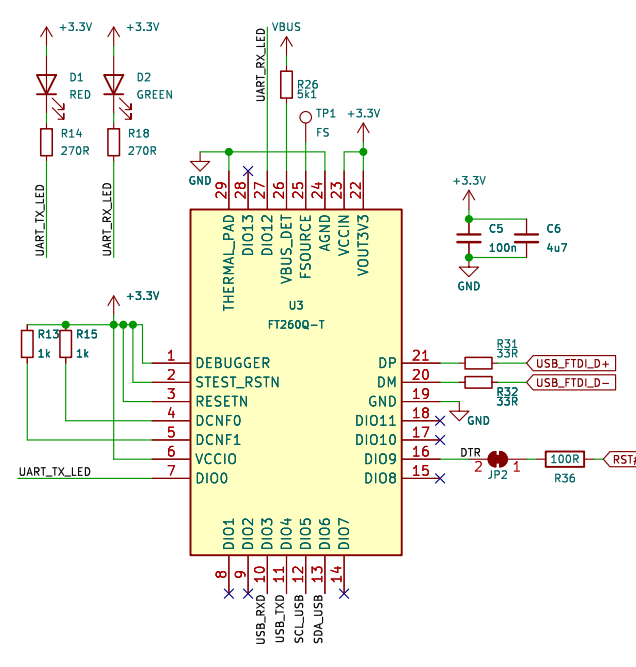 +3.3V
+3.3V
VBUS
UART_RX_LED
D1
RED
D2
GREEN
R26
5k1
TP1
FS
+3.3V
R14
270R
R18
270R
GND
UART_TX_LED
UART_RX_LED
29
28
27
26
25
24
23
22
THERMAL_PAD
DIO13
DIO12
VBUS_DET
FSOURCE
AGND
VCCIN
VOUT3V3
+3.3V
C5
100n
C6
4u7
GND
U3
FT260Q-T
+3.3V
R13
1k
R15
1k
1 DEBUGGER
2 STEST_RSTN
3 RESETN
4 DCNF0
5 DCNF1
6 VCCIO
7 DIO0
UART_TX_LED
DP 21
DM 20
GND 19
DIO11 18
DIO10 17
DIO9 16
DIO8 15
R31
33R
USB_FTDI_D+
R32
33R
USB_FTDI_D-
GND
DTR
2
1
JP2
100R
R36
DIO1
DIO2
DIO3
DIO4
DIO5
DIO6
DIO7
8
9
10
11
12
13
14
USB_RXD
USB_TXD
SCL_USB
SDA_USB